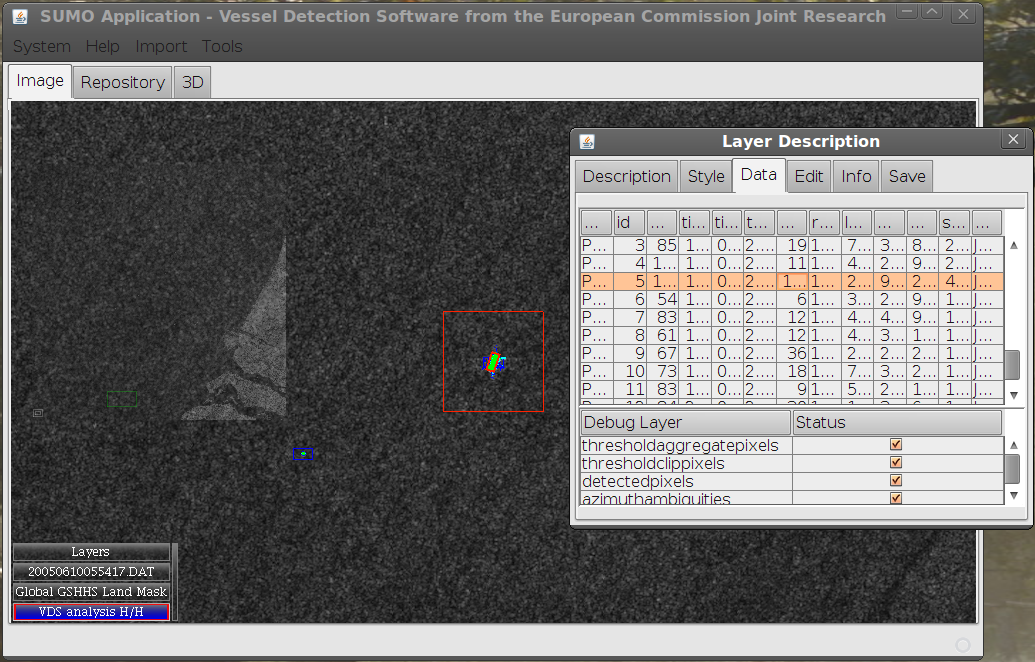 SUMO Application - Vessel Detection Software from the European Commission Joint Research
System Help Import Tools
Image Repository 3D
Layer Description
Description Style Data Edit Info Save
... id ... ti... ti... t... ... r... l... ... ... s... ...
P... 3 85 1... 0... 2.... 19 1... 7... 3... 8... 2... J...
P... 4 1... 1... 0... 2.... 11 1... 4... 2... 9... 2... J...
P... 5 1... 1... 0... 2.... 1... 1... 2... 9... 2... 4... J...
P... 6 54 1... 0... 2.... 6 1... 3... 2... 9... 1... J...
P... 7 83 1... 0... 2.... 12 1... 4... 4... 9... 1... J...
P... 8 61 1... 0... 2.... 12 1... 4... 3... 1... 1... J...
P... 9 67 1... 0... 2.... 36 1... 2... 2... 2... 1... J...
P... 10 73 1... 0... 2.... 18 1... 7... 3... 2... 1... J...
P... 11 83 1... 0... 2.... 9 1... 5... 2... 1... 1... J...
Debug Layer Status
thresholdaggregatepixels
thresholdclippixels
detectedpixels
azimuthambiguities
Layers
20050610055417.DAT
Global GSHHS Land Mask
VDS analysis H/H